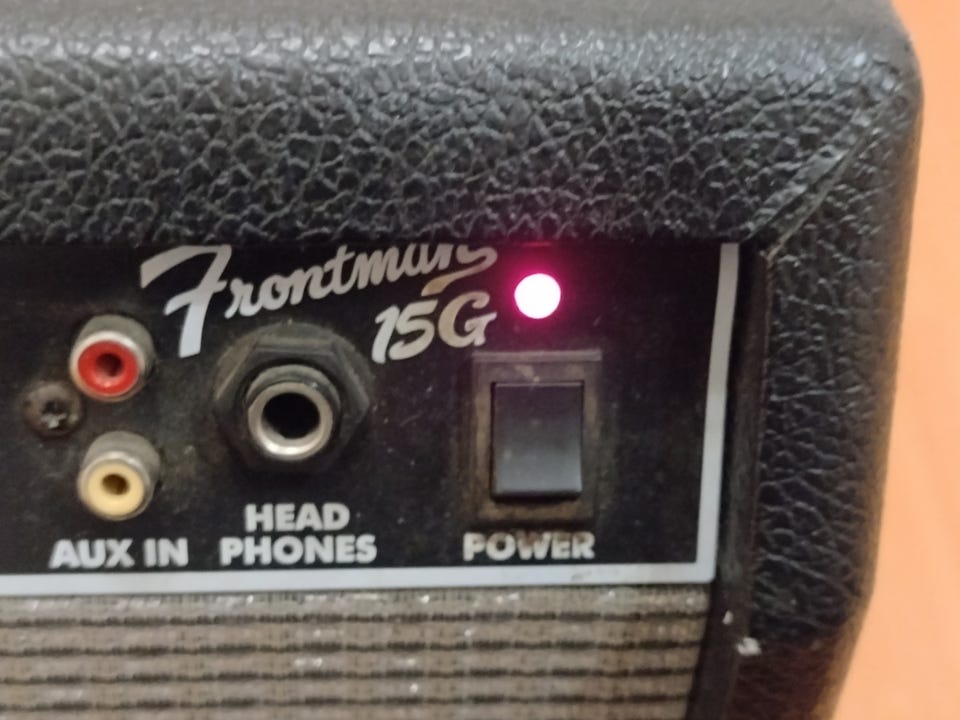 Frontman
15G
HEAD
AUX IN PHONES POWER